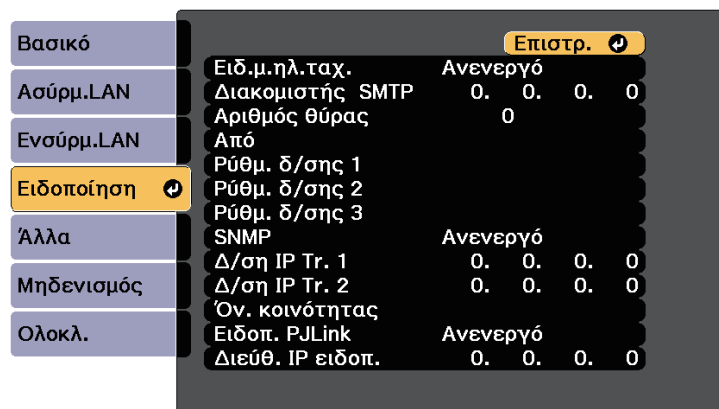 Βασικό
Ασύρμ.LAN
Ενσύρμ.LAN
Ειδοποίηση
Άλλα
Μηδενισμός
Ολοκλ.
Επιστρ.
Ειδ.μ.ηλ.ταχ. Ανενεργό
Διακομιστής SMTP 0. 0. 0. 0
Αριθμός θύρας 0
Από
Ρύθμ. δ/σης 1
Ρύθμ. δ/σης 2
Ρύθμ. δ/σης 3
SNMP Ανενεργό
Δ/ση IP Tr. 1 0. 0. 0. 0
Δ/ση IP Tr. 2 0. 0. 0. 0
Όν. κοινότητας
Ειδοπ. PJLink Ανενεργό
Διεύθ. IP ειδοπ. 0. 0. 0. 0